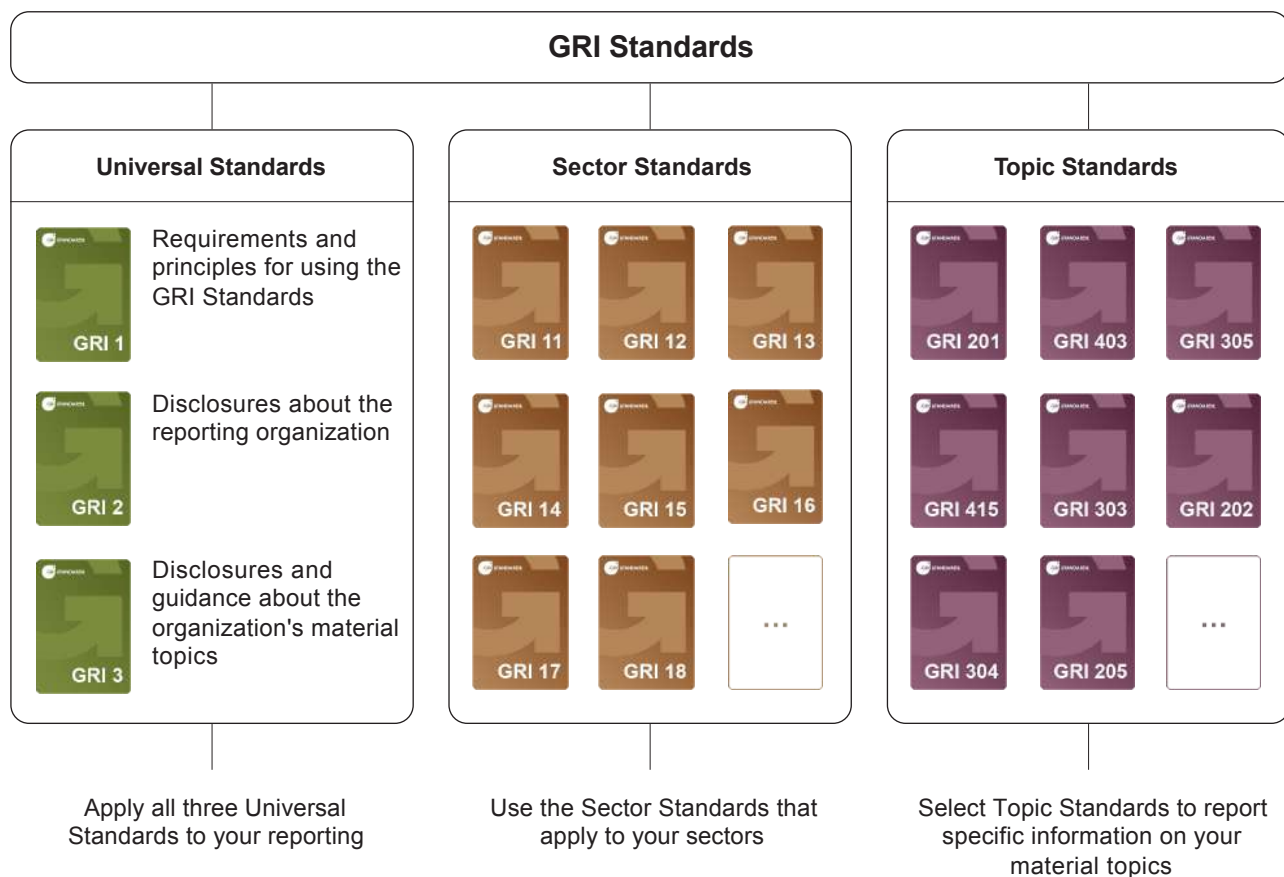 GRI Standards
Universal Standards
Requirements and
principles for using the
GRI Standards
GRI 1
Disclosures about the
reporting organization
GRI 2
Disclosures and
guidance about the
organization's material
topics
GRI 3
Apply all three Universal
Standards to your reporting
Sector Standards
GRI 11
GRI 12
GRI 13
GRI 14
GRI 15
GRI 16
GRI 17
GRI 18
...
Use the Sector Standards that
apply to your sectors
Topic Standards
GRI 201
GRI 403
GRI 305
GRI 415
GRI 303
GRI 202
GRI 304
GRI 205
...
Select Topic Standards to report
specific information on your
material topics